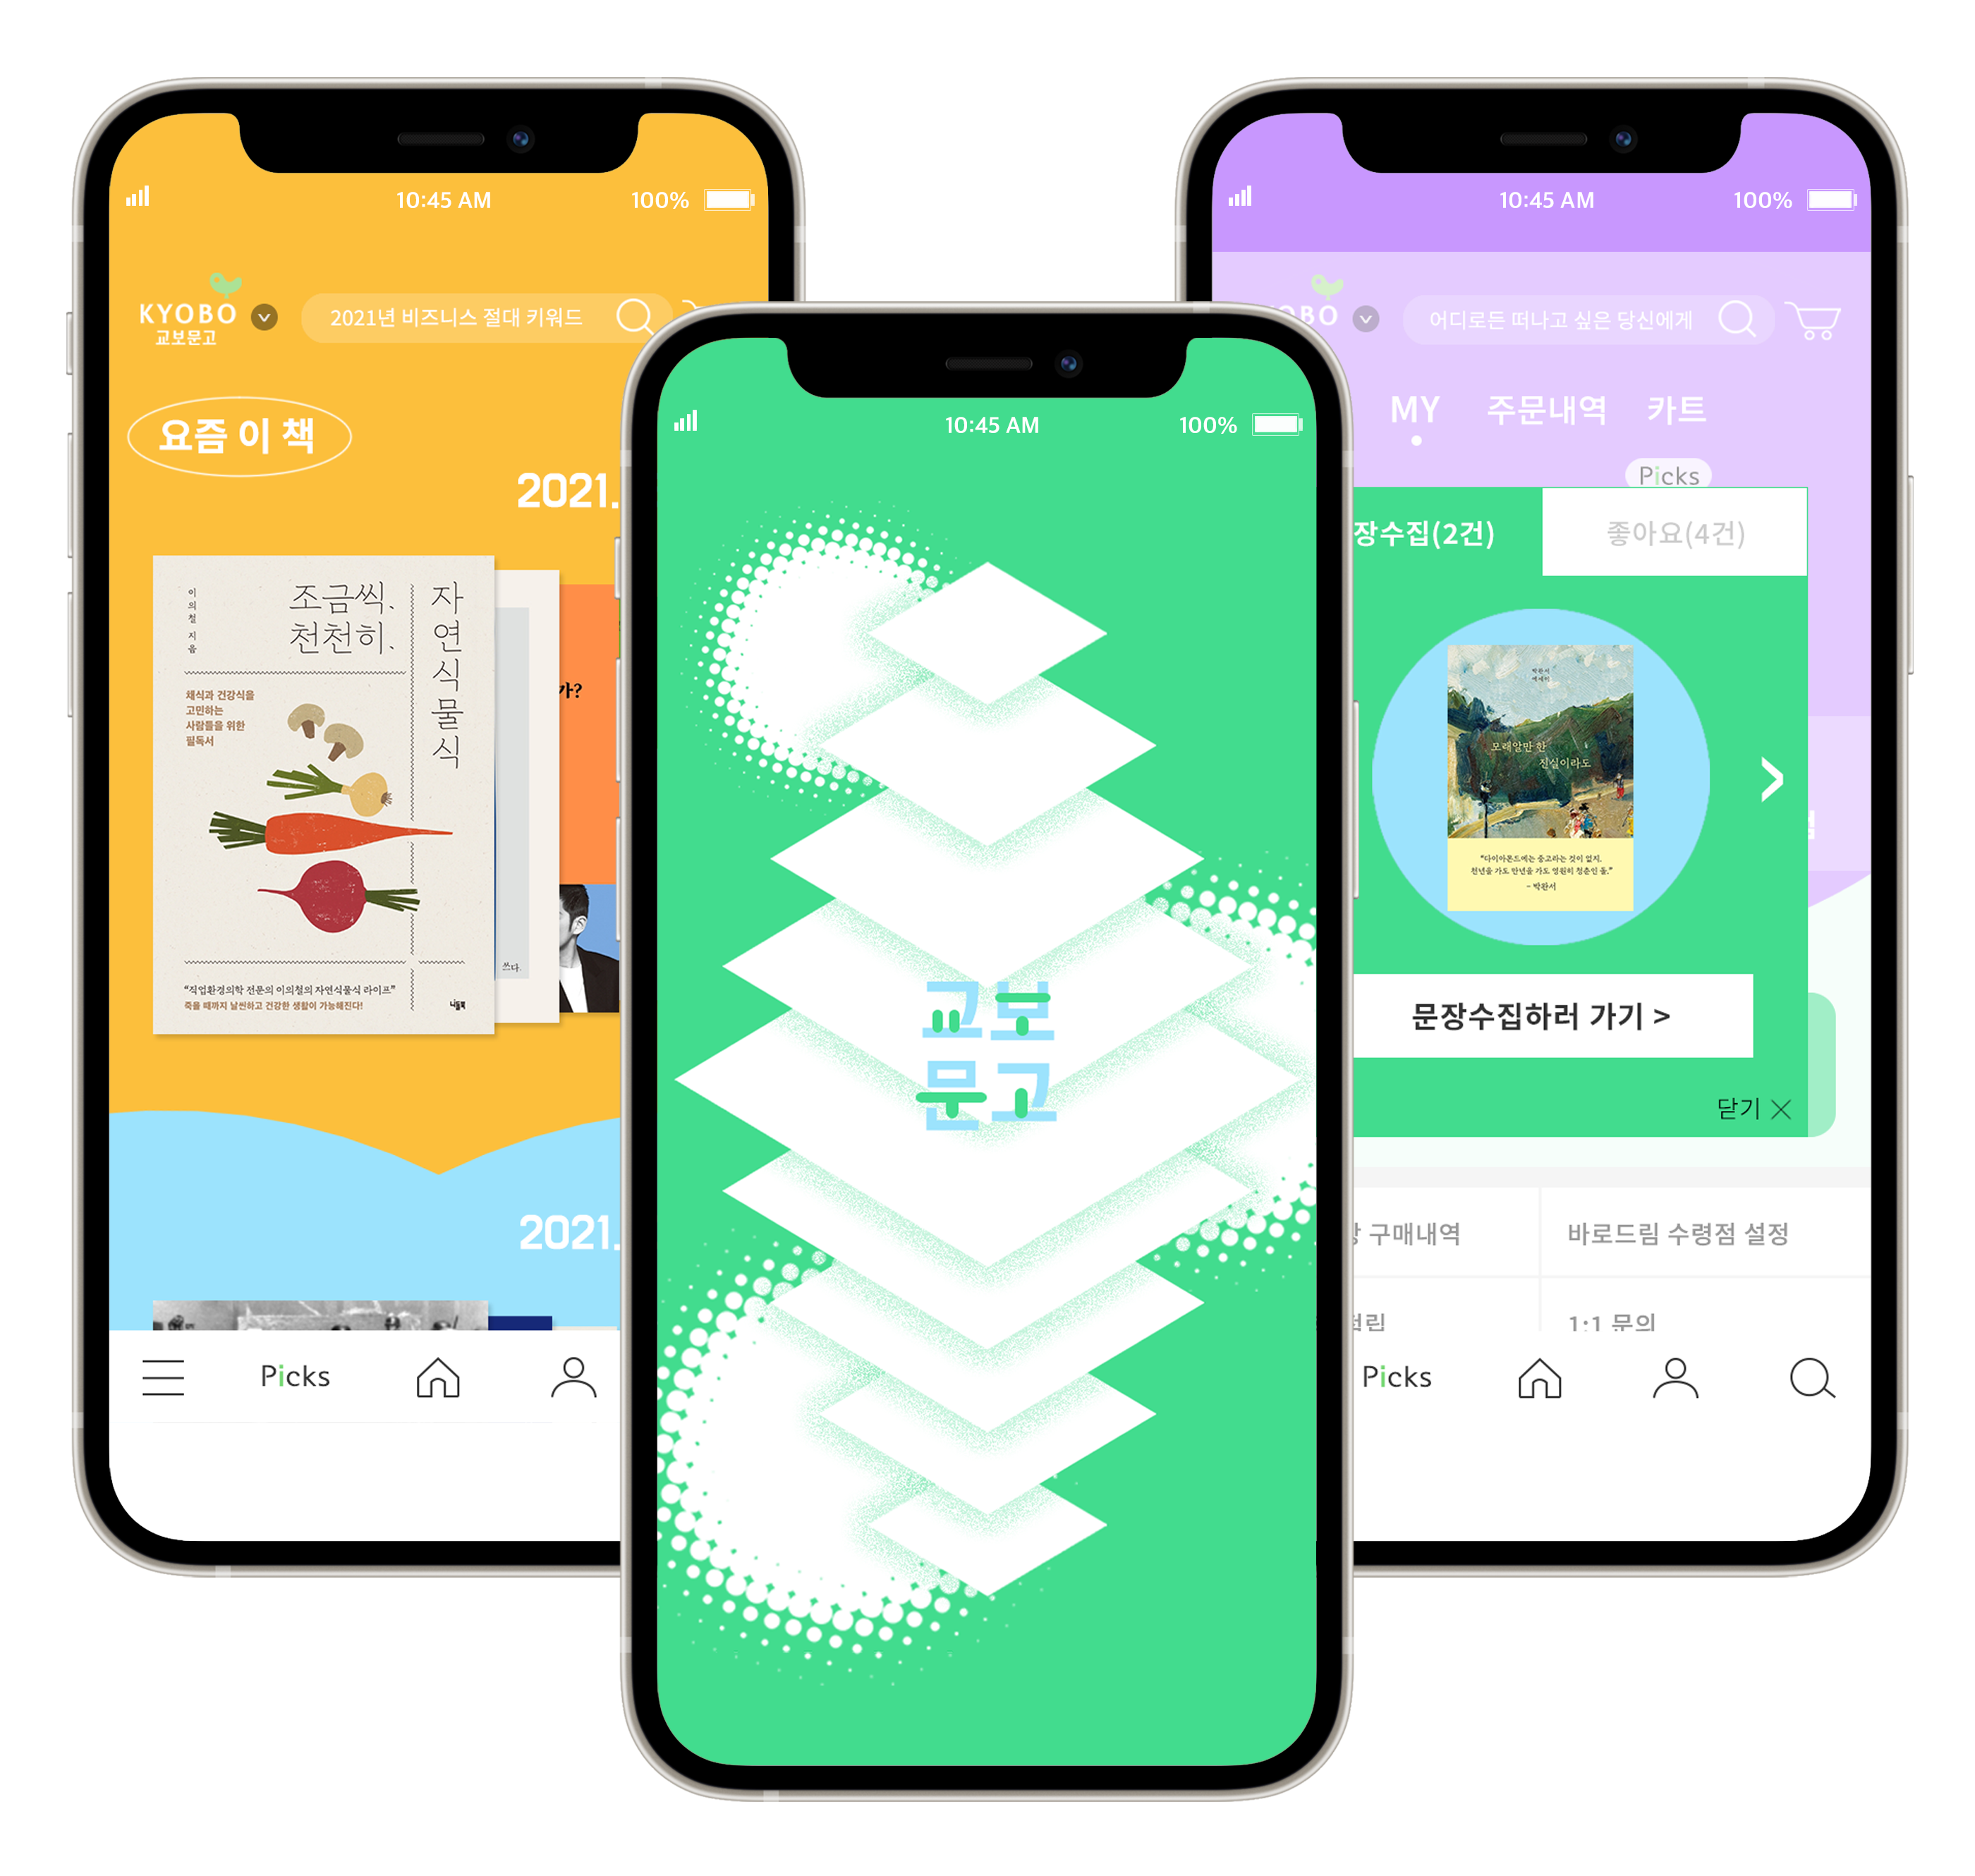 10:45 AM
100%
KYOBO
교보문고
2021년 비즈니스 절대 키워드
요즘 이 책
2021.
이의철 지음
조금씩.
천천히.
자연식물식
채식과 건강식을
고민하는
사람들을 위한
필독서
가?
쓰다.
“직업환경의학 전문의 이의철의 자연식물식 라이프”
죽을 때까지 날씬하고 건강한 생활이 가능해진다!
니들북
2021.
Picks
10:45 AM
100%
교보
문고
10:45 AM
100%
OBO
어디로든 떠나고 싶은 당신에게
MY
주문내역
카트
Picks
장수집(2건)
좋아요(4건)
박완서
에세이
모래알만 한
진실이라도
“다이아몬드에는 중고라는 것이 없지.
천년을 가도 만년을 가도 영원히 청춘인 돌.”
- 박완서
문장수집하러 가기 >
닫기
구매내역
바로드림 수령점 설정
1:1 문의
Picks